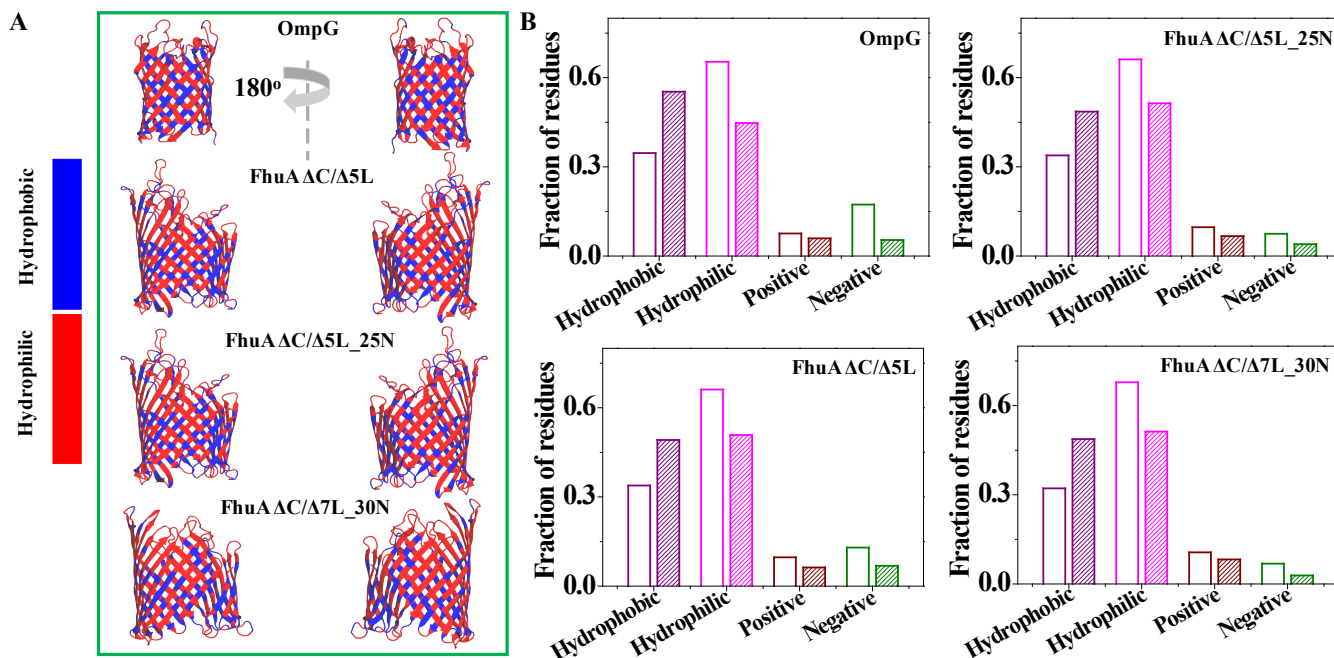 A
OmpG
180º
FhuA ΔC/Δ5L
FhuA ΔC/Δ5L_25N
FhuA ΔC/Δ7L_30N
Hydrophobic
Hydrophilic
B
OmpG
Fraction of residues
0.6
0.3
0.0
Hydrophobic
Hydrophilic
Positive
Negative
FhuA ΔC/Δ5L_25N
Fraction of residues
0.6
0.3
0.0
Hydrophobic
Hydrophilic
Positive
Negative
FhuA ΔC/Δ5L
Fraction of residues
0.6
0.3
0.0
Hydrophobic
Hydrophilic
Positive
Negative
FhuA ΔC/Δ7L_30N
Fraction of residues
0.6
0.3
0.0
Hydrophobic
Hydrophilic
Positive
Negative